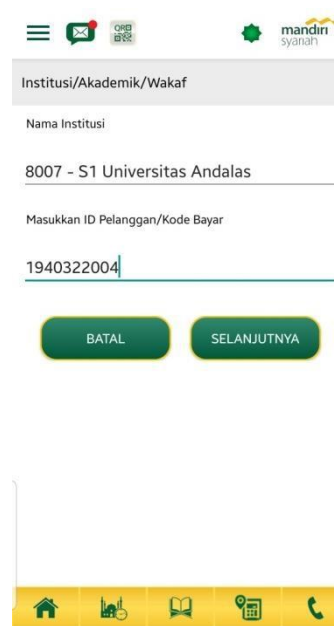 mandiri
syariah
Institusi/Akademik/Wakaf
Nama Institusi
8007 - S1 Universitas Andalas
Masukkan ID Pelanggan/Kode Bayar
1940322004
BATAL
SELANJUTNYA